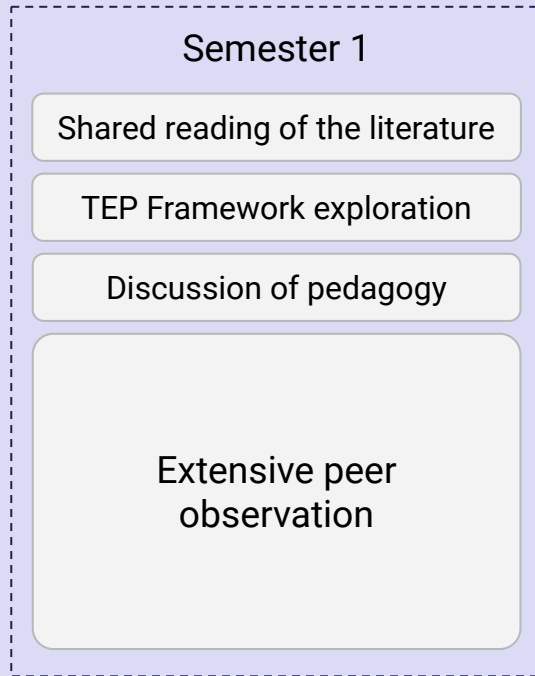 Semester 1
Shared reading of the literature
TEP Framework exploration
Discussion of pedagogy
Extensive peer
observation